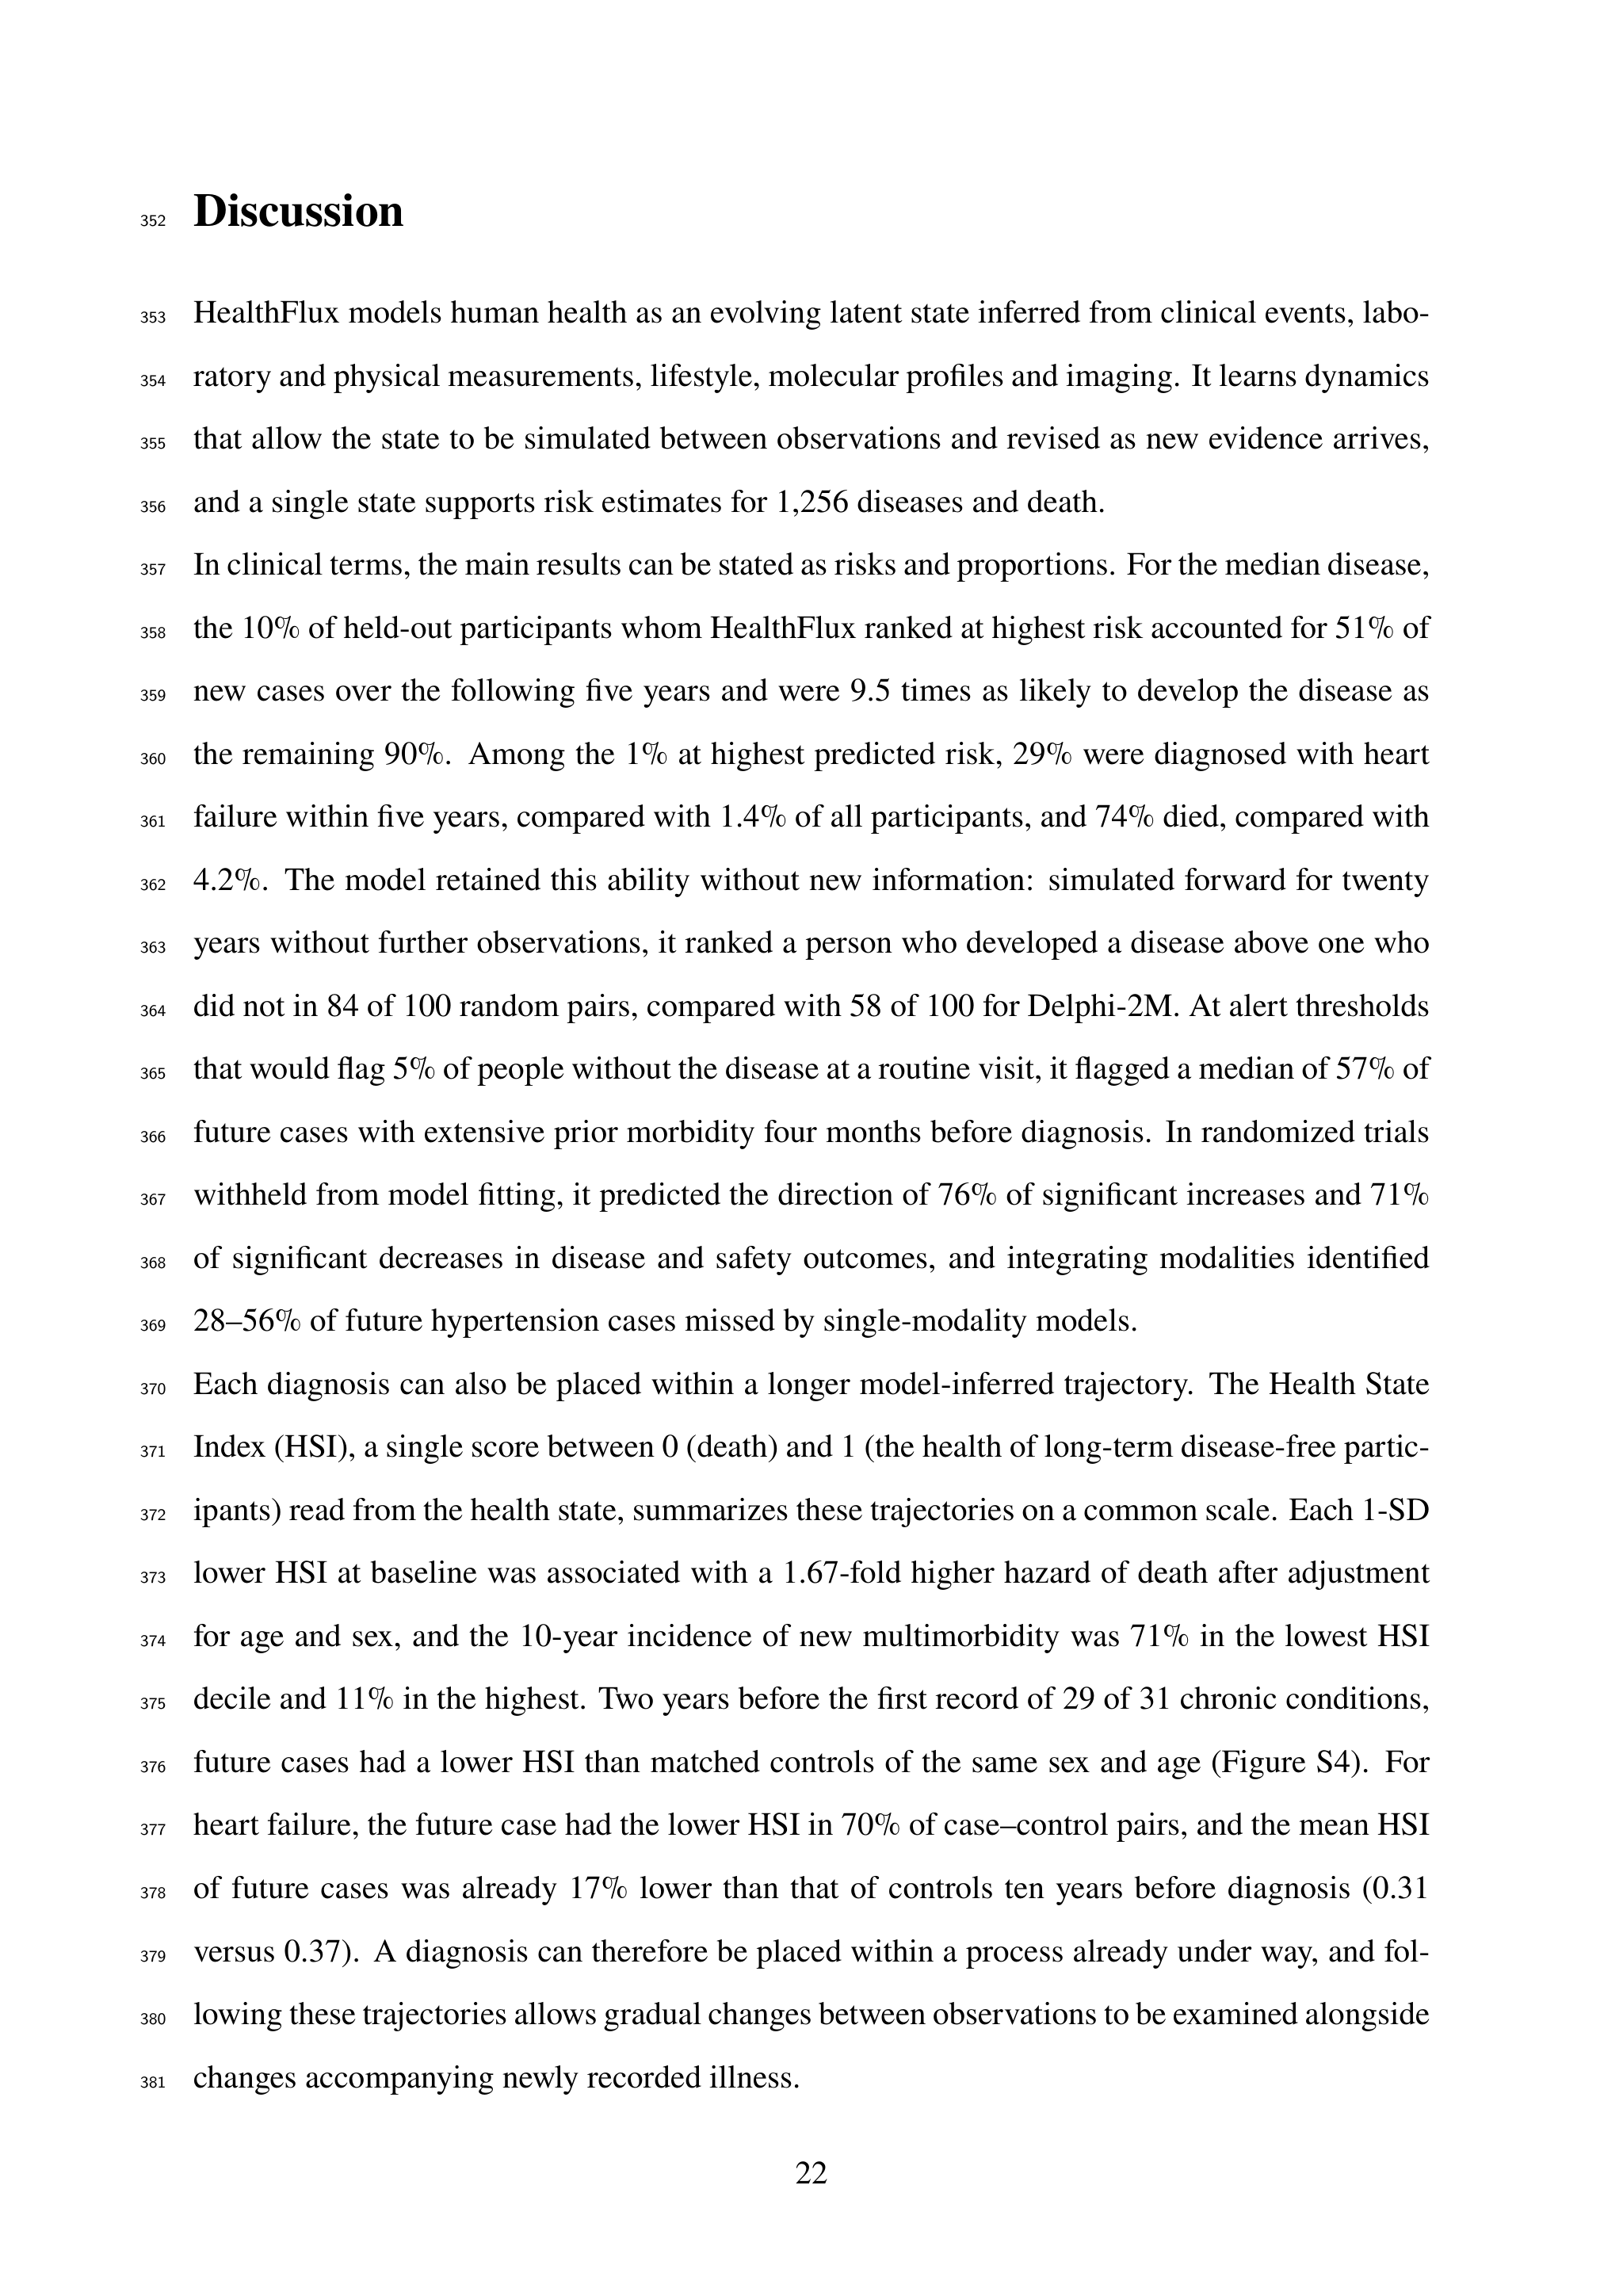 352 Discussion
353 HealthFlux models human health as an evolving latent state inferred from clinical events, labo-
354 ratory and physical measurements, lifestyle, molecular profiles and imaging. It learns dynamics
355 that allow the state to be simulated between observations and revised as new evidence arrives,
356 and a single state supports risk estimates for 1,256 diseases and death.
357 In clinical terms, the main results can be stated as risks and proportions. For the median disease,
358 the 10% of held-out participants whom HealthFlux ranked at highest risk accounted for 51% of
359 new cases over the following five years and were 9.5 times as likely to develop the disease as
360 the remaining 90%. Among the 1% at highest predicted risk, 29% were diagnosed with heart
361 failure within five years, compared with 1.4% of all participants, and 74% died, compared with
362 4.2%. The model retained this ability without new information: simulated forward for twenty
363 years without further observations, it ranked a person who developed a disease above one who
364 did not in 84 of 100 random pairs, compared with 58 of 100 for Delphi-2M. At alert thresholds
365 that would flag 5% of people without the disease at a routine visit, it flagged a median of 57% of
366 future cases with extensive prior morbidity four months before diagnosis. In randomized trials
367 withheld from model fitting, it predicted the direction of 76% of significant increases and 71%
368 of significant decreases in disease and safety outcomes, and integrating modalities identified
369 28–56% of future hypertension cases missed by single-modality models.
370 Each diagnosis can also be placed within a longer model-inferred trajectory. The Health State
371 Index (HSI), a single score between 0 (death) and 1 (the health of long-term disease-free partic-
372 ipants) read from the health state, summarizes these trajectories on a common scale. Each 1-SD
373 lower HSI at baseline was associated with a 1.67-fold higher hazard of death after adjustment
374 for age and sex, and the 10-year incidence of new multimorbidity was 71% in the lowest HSI
375 decile and 11% in the highest. Two years before the first record of 29 of 31 chronic conditions,
376 future cases had a lower HSI than matched controls of the same sex and age (Figure S4). For
377 heart failure, the future case had the lower HSI in 70% of case–control pairs, and the mean HSI
378 of future cases was already 17% lower than that of controls ten years before diagnosis (0.31
379 versus 0.37). A diagnosis can therefore be placed within a process already under way, and fol-
380 lowing these trajectories allows gradual changes between observations to be examined alongside
381 changes accompanying newly recorded illness.
22